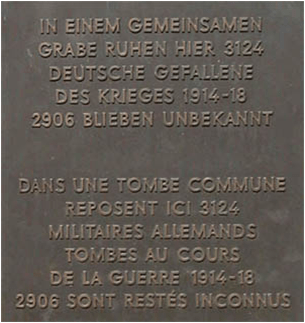 IN EINEM GEMEINSAMEN
GRABE RUHEN HIER 3124
DEUTSCHE GEFALLENE
DES KRIEGES 1914-18
2906 BLIEBEN UNBEKANNT
DANS UNE TOMBE COMMUNE
REPOSENT ICI 3124
MILITAIRES ALLEMANDS
TOMBES AU COURS
DE LA GUERRE 1914-18
2906 SONT RESTÉS INCONNUS